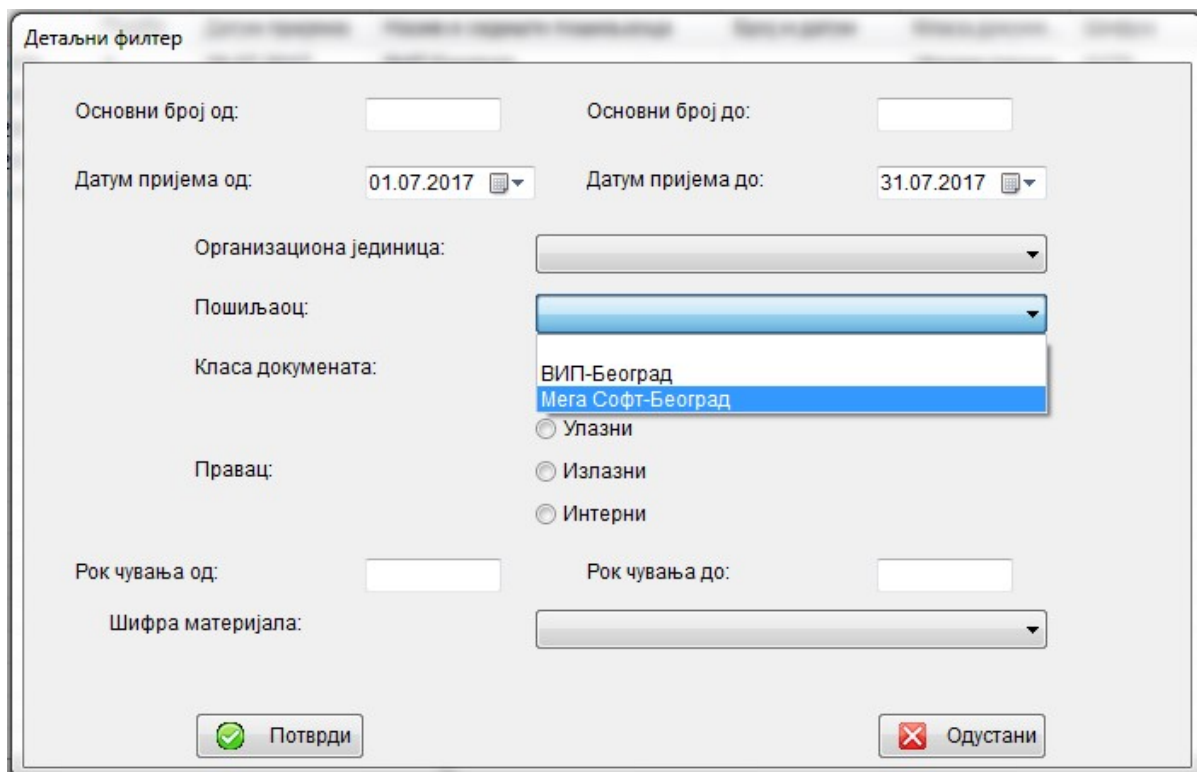 Детаљни филтер
Основни број од: Основни број до:
Датум пријема од: 01.07.2017 Датум пријема до: 31.07.2017
Организациона јединица:
Пошиљаоц:
Класа докумената:
ВИП-Београд
Мега Софт-Београд
Улазни
Правац: Излазни
Интерни
Рок чувања од: Рок чувања до:
Шифра материјала:
Потврди Одустани